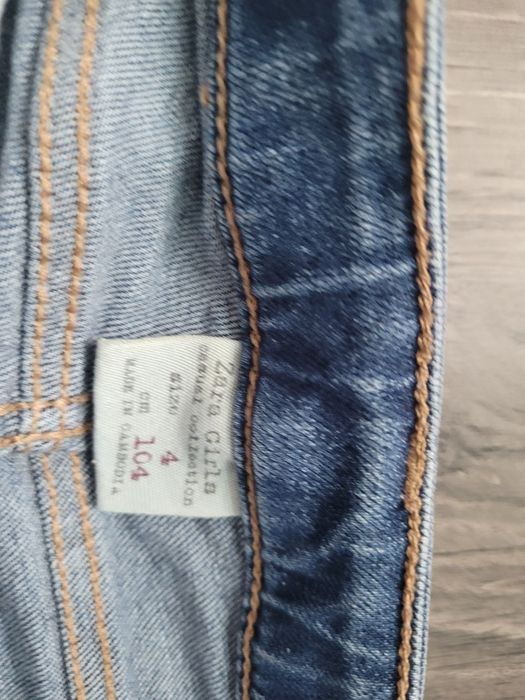 Zara Girls
casual collection
size 4
cm 104
MADE IN CAMBODIA